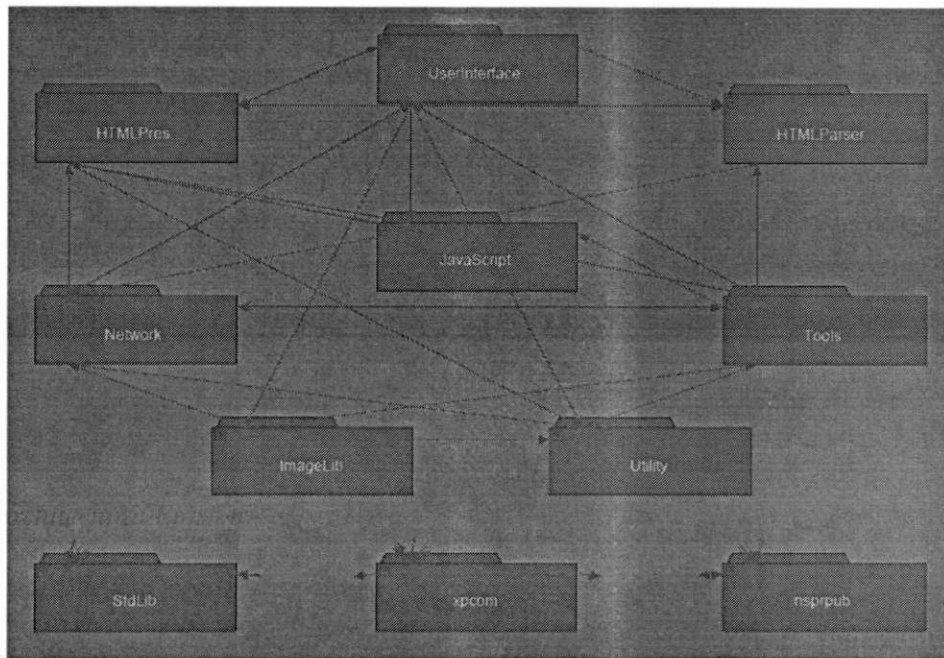 UserInterface
HTMLPres
HTMLParser
JavaScript
Network
Tools
ImageLib
Utility
StdLib
xpcom
nsprpub